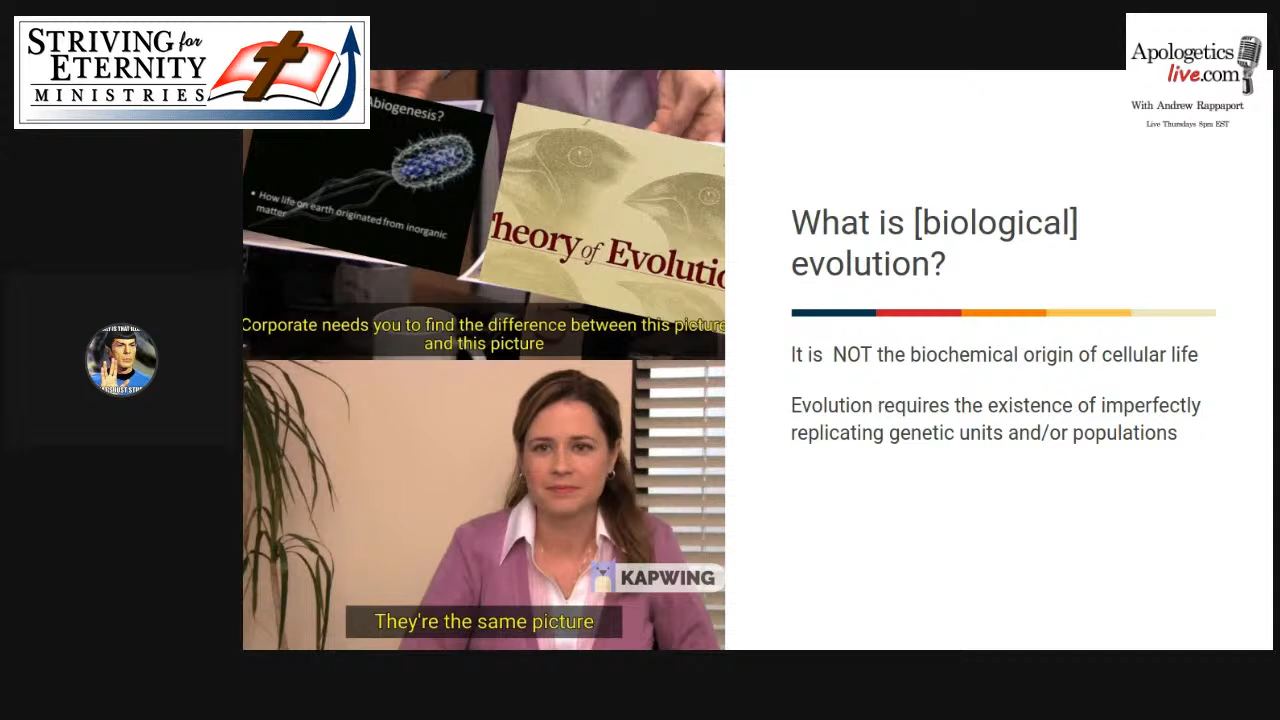 STRIVING for
ETERNITY
MINISTRIES
Apologetics
live.com
With Andrew Rappaport
Live Thursdays 8pm EST
Abiogenesis?
• How life on earth originated from inorganic
matter
Theory of Evolutio
Corporate needs you to find the difference between this picture
and this picture
KAPWING
They're the same picture
What is [biological]
evolution?
It is NOT the biochemical origin of cellular life
Evolution requires the existence of imperfectly
replicating genetic units and/or populations